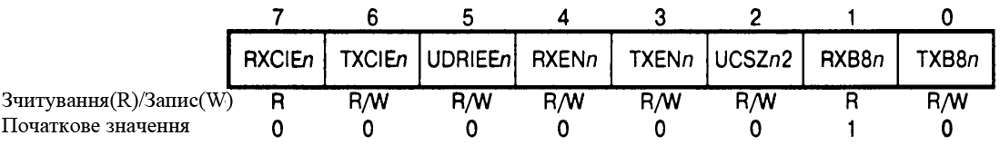 7 6 5 4 3 2 1 0
RXCIEn TXCIEn UDRIEEn RXENn TXENn UCSZn2 RXB8n TXB8n
Зчитування(R)/Запис(W) R R/W R/W R/W R/W R/W R R/W
Початкове значення 0 0 0 0 0 0 1 0